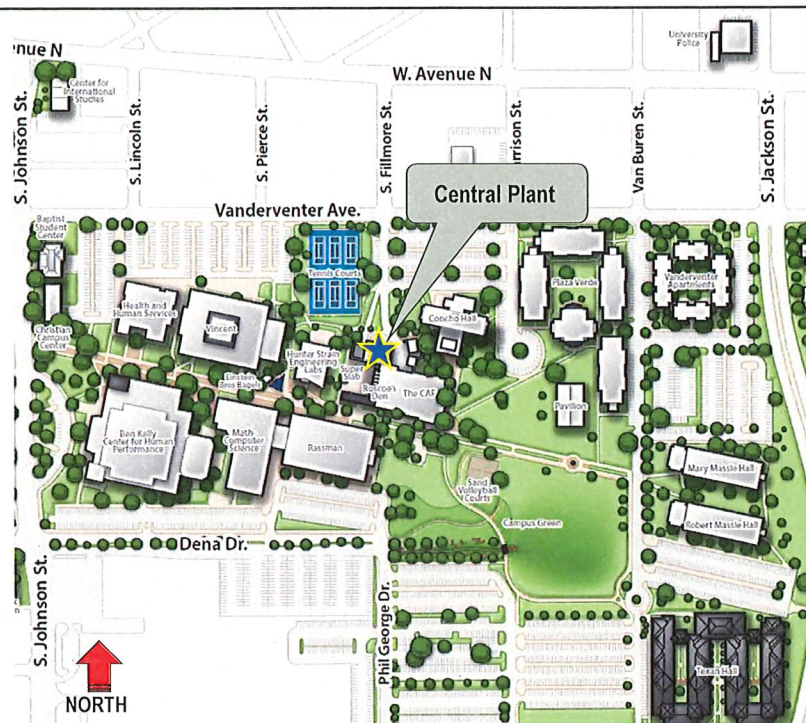 nue N
University
Police
W. Avenue N
Center for
International
Studies
S. Johnson St.
S. Lincoln St.
S. Pierce St.
S. Fillmore St.
rrison St.
Van Buren St.
S. Jackson St.
Central Plant
Vanderventer Ave.
Baptist
Student
Center
Tennis Courts
Plaza Verde
Vanderventer
Apartments
Health and
Human Services
Vincent
Concho Hall
Christian
Campus
Center
Hunter Strain
Engineering
Labs
Super
Slab
Einstein
Bros Bagels
Roscoe's
Den
The CAF
Pavilion
Ben Kelly
Center for Human
Performance
Math-
Computer
Science
Rassman
Mary Massie Hall
Sand
Volleyball
Courts
Campus Green
Robert Massie Hall
Dena Dr.
S. Johnson St.
Phil George Dr.
Texan Hall
NORTH